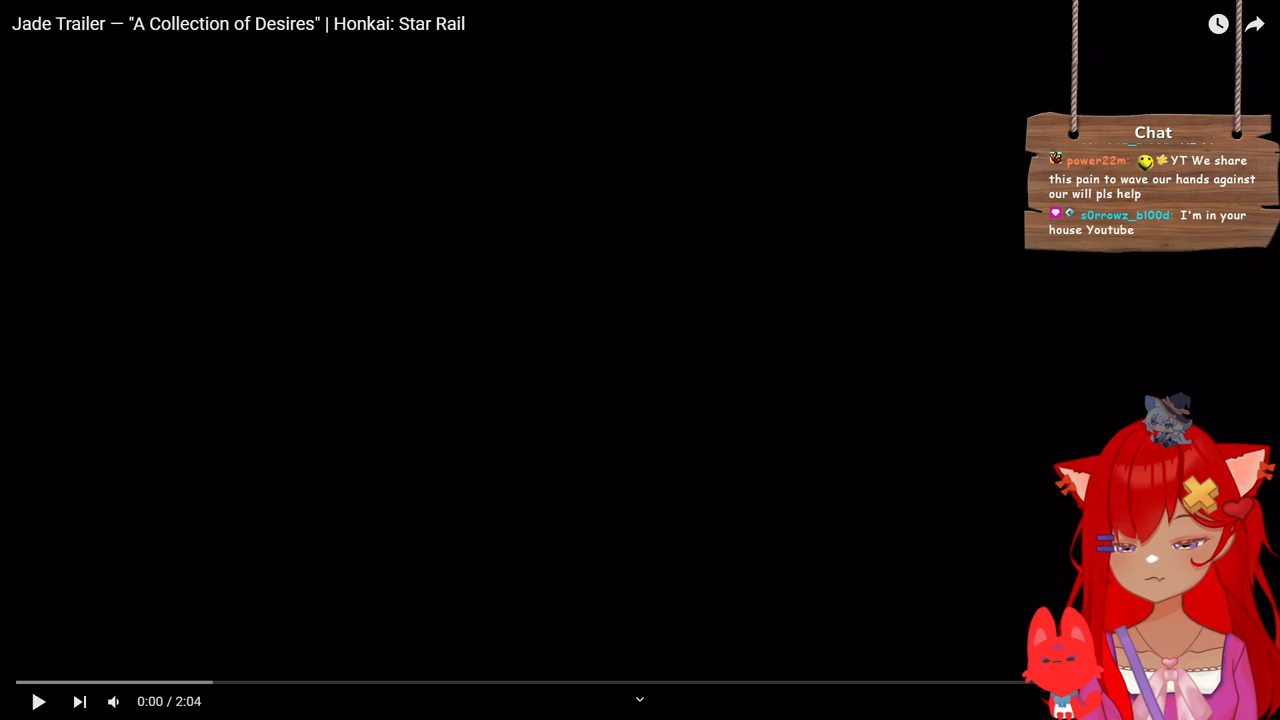 Jade Trailer — "A Collection of Desires" | Honkai: Star Rail
Chat
power22m: YT We share
this pain to wave our hands against
our will pls help
s0rrowz_bl00d: I'm in your
house Youtube
0:00 / 2:04